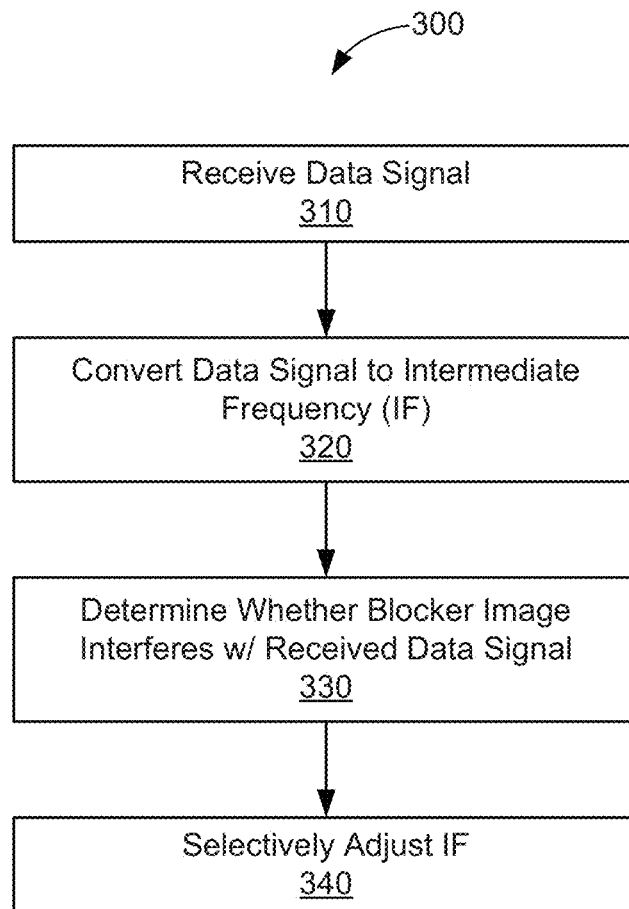 300
Receive Data Signal
310
Convert Data Signal to Intermediate
Frequency (IF)
320
Determine Whether Blocker Image
Interferes w/ Received Data Signal
330
Selectively Adjust IF
340